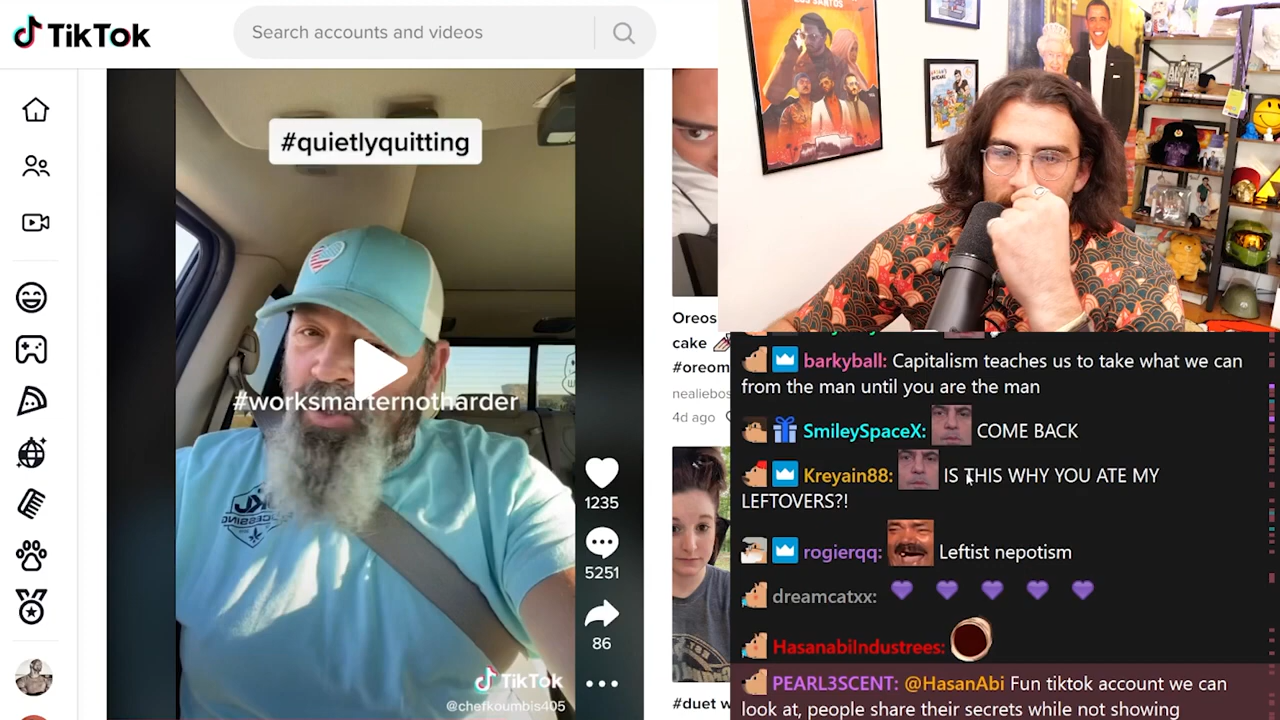 TikTok
Search accounts and videos
#quietlyquitting
#worksmarternotharder
1235
5251
86
TikTok
@chefkoumbis405
Oreos
cake
#oreom
nealiebos
4d ago
#duet w
barkyball: Capitalism teaches us to take what we can
from the man until you are the man
SmileySpaceX: COME BACK
Kreyain88: IS THIS WHY YOU ATE MY
LEFTOVERS?!
rogierqq: Leftist nepotism
dreamcatxx:
HasanabiIndustrees:
PEARL3SCENT: @HasanAbi Fun tiktok account we can
look at, people share their secrets while not showing